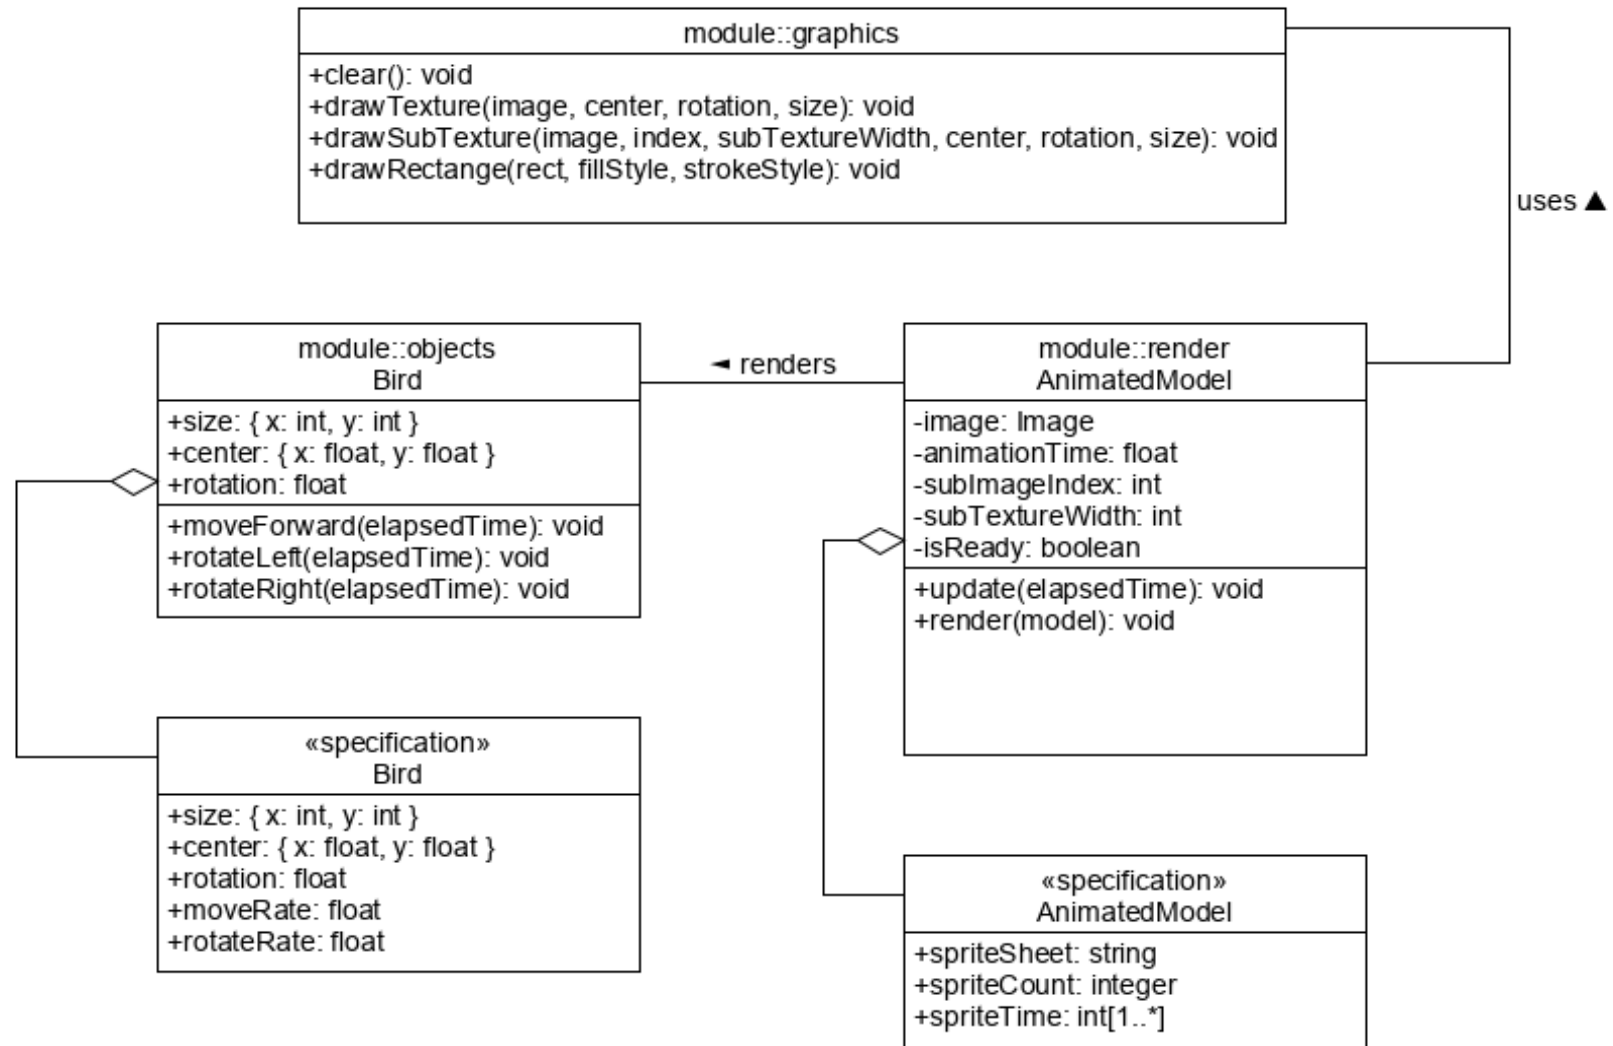 module::graphics
+clear(): void
+drawTexture(image, center, rotation, size): void
+drawSubTexture(image, index, subTextureWidth, center, rotation, size): void
+drawRectange(rect, fillStyle, strokeStyle): void
uses ▲
module::objects
Bird
+size: { x: int, y: int }
+center: { x: float, y: float }
+rotation: float
+moveForward(elapsedTime): void
+rotateLeft(elapsedTime): void
+rotateRight(elapsedTime): void
◄ renders
module::render
AnimatedModel
-image: Image
-animationTime: float
-subImageIndex: int
-subTextureWidth: int
-isReady: boolean
+update(elapsedTime): void
+render(model): void
«specification»
Bird
+size: { x: int, y: int }
+center: { x: float, y: float }
+rotation: float
+moveRate: float
+rotateRate: float
«specification»
AnimatedModel
+spriteSheet: string
+spriteCount: integer
+spriteTime: int[1..*]